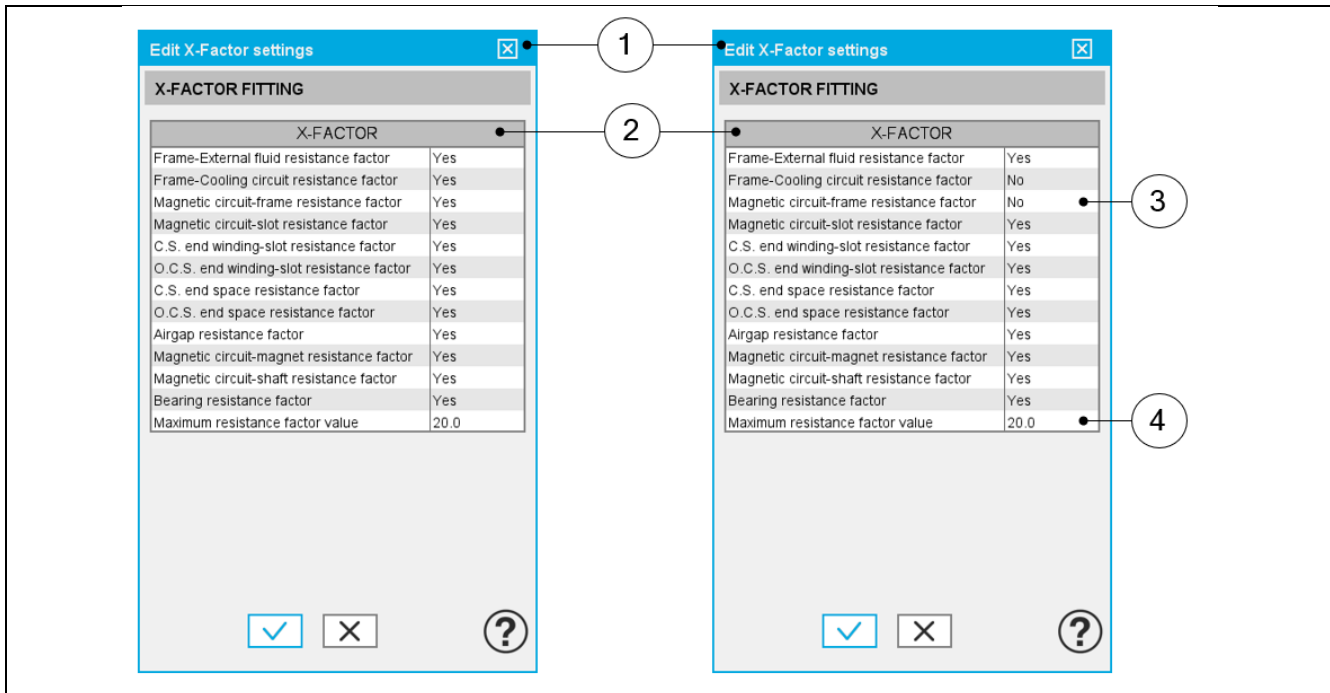 Edit X-Factor settings
X-FACTOR FITTING
X-FACTOR
Frame-External fluid resistance factor Yes
Frame-Cooling circuit resistance factor Yes
Magnetic circuit-frame resistance factor Yes
Magnetic circuit-slot resistance factor Yes
C.S. end winding-slot resistance factor Yes
O.C.S. end winding-slot resistance factor Yes
C.S. end space resistance factor Yes
O.C.S. end space resistance factor Yes
Airgap resistance factor Yes
Magnetic circuit-magnet resistance factor Yes
Magnetic circuit-shaft resistance factor Yes
Bearing resistance factor Yes
Maximum resistance factor value 20.0
?
1
2
Edit X-Factor settings
X-FACTOR FITTING
X-FACTOR
Frame-External fluid resistance factor Yes
Frame-Cooling circuit resistance factor No
Magnetic circuit-frame resistance factor No
Magnetic circuit-slot resistance factor Yes
C.S. end winding-slot resistance factor Yes
O.C.S. end winding-slot resistance factor Yes
C.S. end space resistance factor Yes
O.C.S. end space resistance factor Yes
Airgap resistance factor Yes
Magnetic circuit-magnet resistance factor Yes
Magnetic circuit-shaft resistance factor Yes
Bearing resistance factor Yes
Maximum resistance factor value 20.0
?
3
4